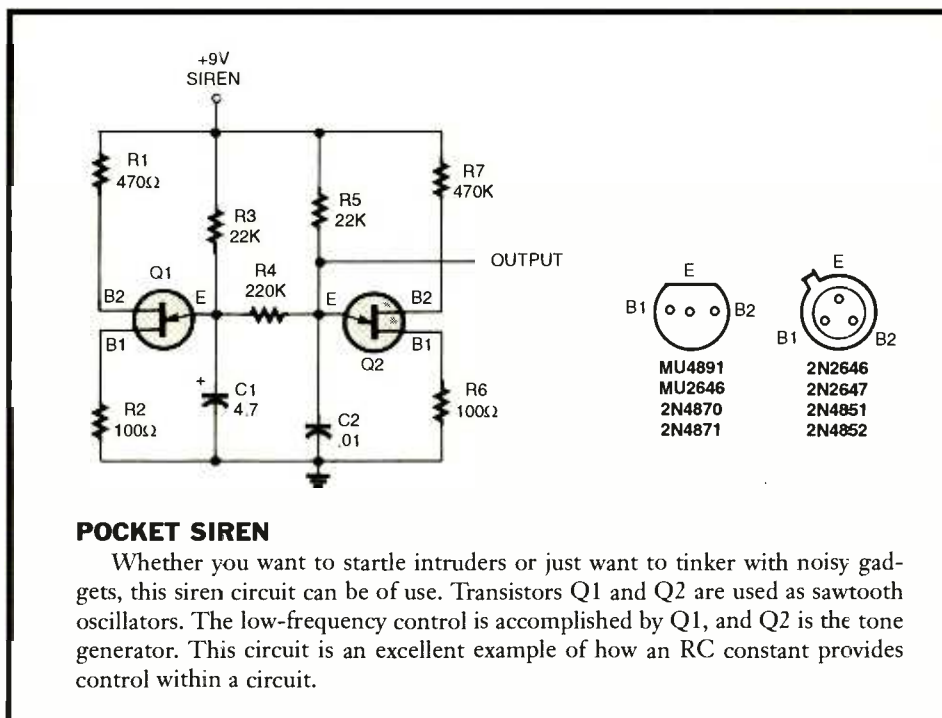 +9V
SIREN
R1
470Ω
R3
22K
R5
22K
R7
470K
OUTPUT
R4
220K
Q1
B2
E
B1
E
B2
B1
Q2
R2
100Ω
+
C1
4.7
C2
.01
R6
100Ω
E
B1
B2
MU4891
MU2646
2N4870
2N4871
E
B1
B2
2N2646
2N2647
2N4851
2N4852
POCKET SIREN
Whether you want to startle intruders or just want to tinker with noisy gad-
gets, this siren circuit can be of use. Transistors Q1 and Q2 are used as sawtooth
oscillators. The low-frequency control is accomplished by Q1, and Q2 is the tone
generator. This circuit is an excellent example of how an RC constant provides
control within a circuit.